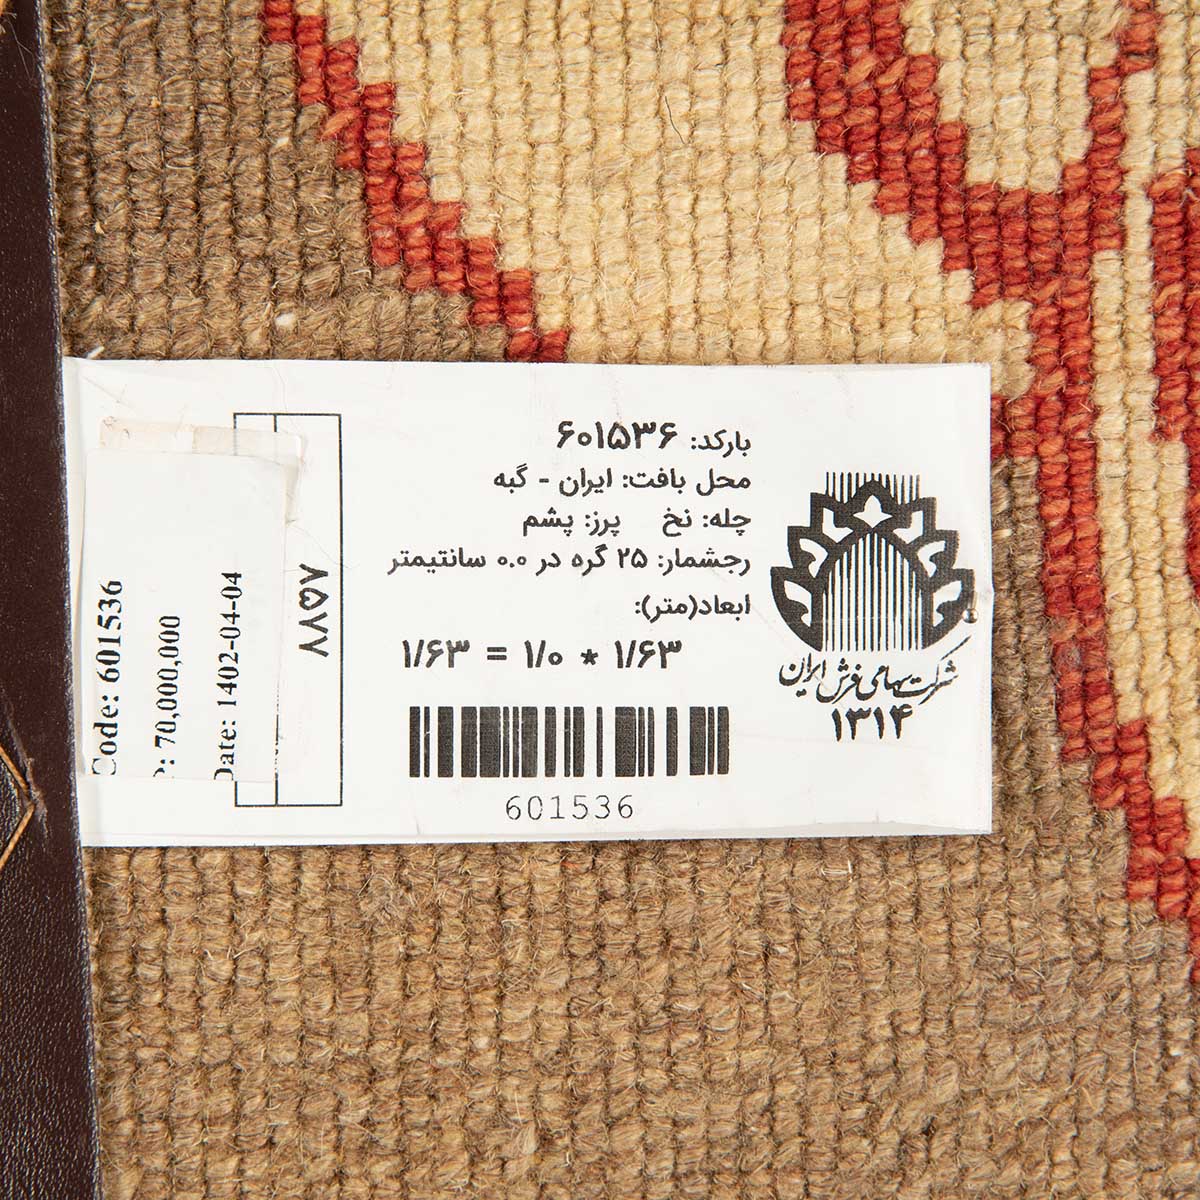 بارکد: ۶۰۱۵۳۶
محل بافت: ایران - گبه
چله: نخ پرز: پشم
رجشمار: ۲۵ گره در ۰.۰ سانتیمتر
ابعاد(متر):
۱/۶۳ * ۱/۰ = ۱/۶۳
601536
شرکت سهامی فرش ایران
۱۳۱۴
۸۵۷۷
Code: 601536
P: 70,000,000
Date: 1402-04-04